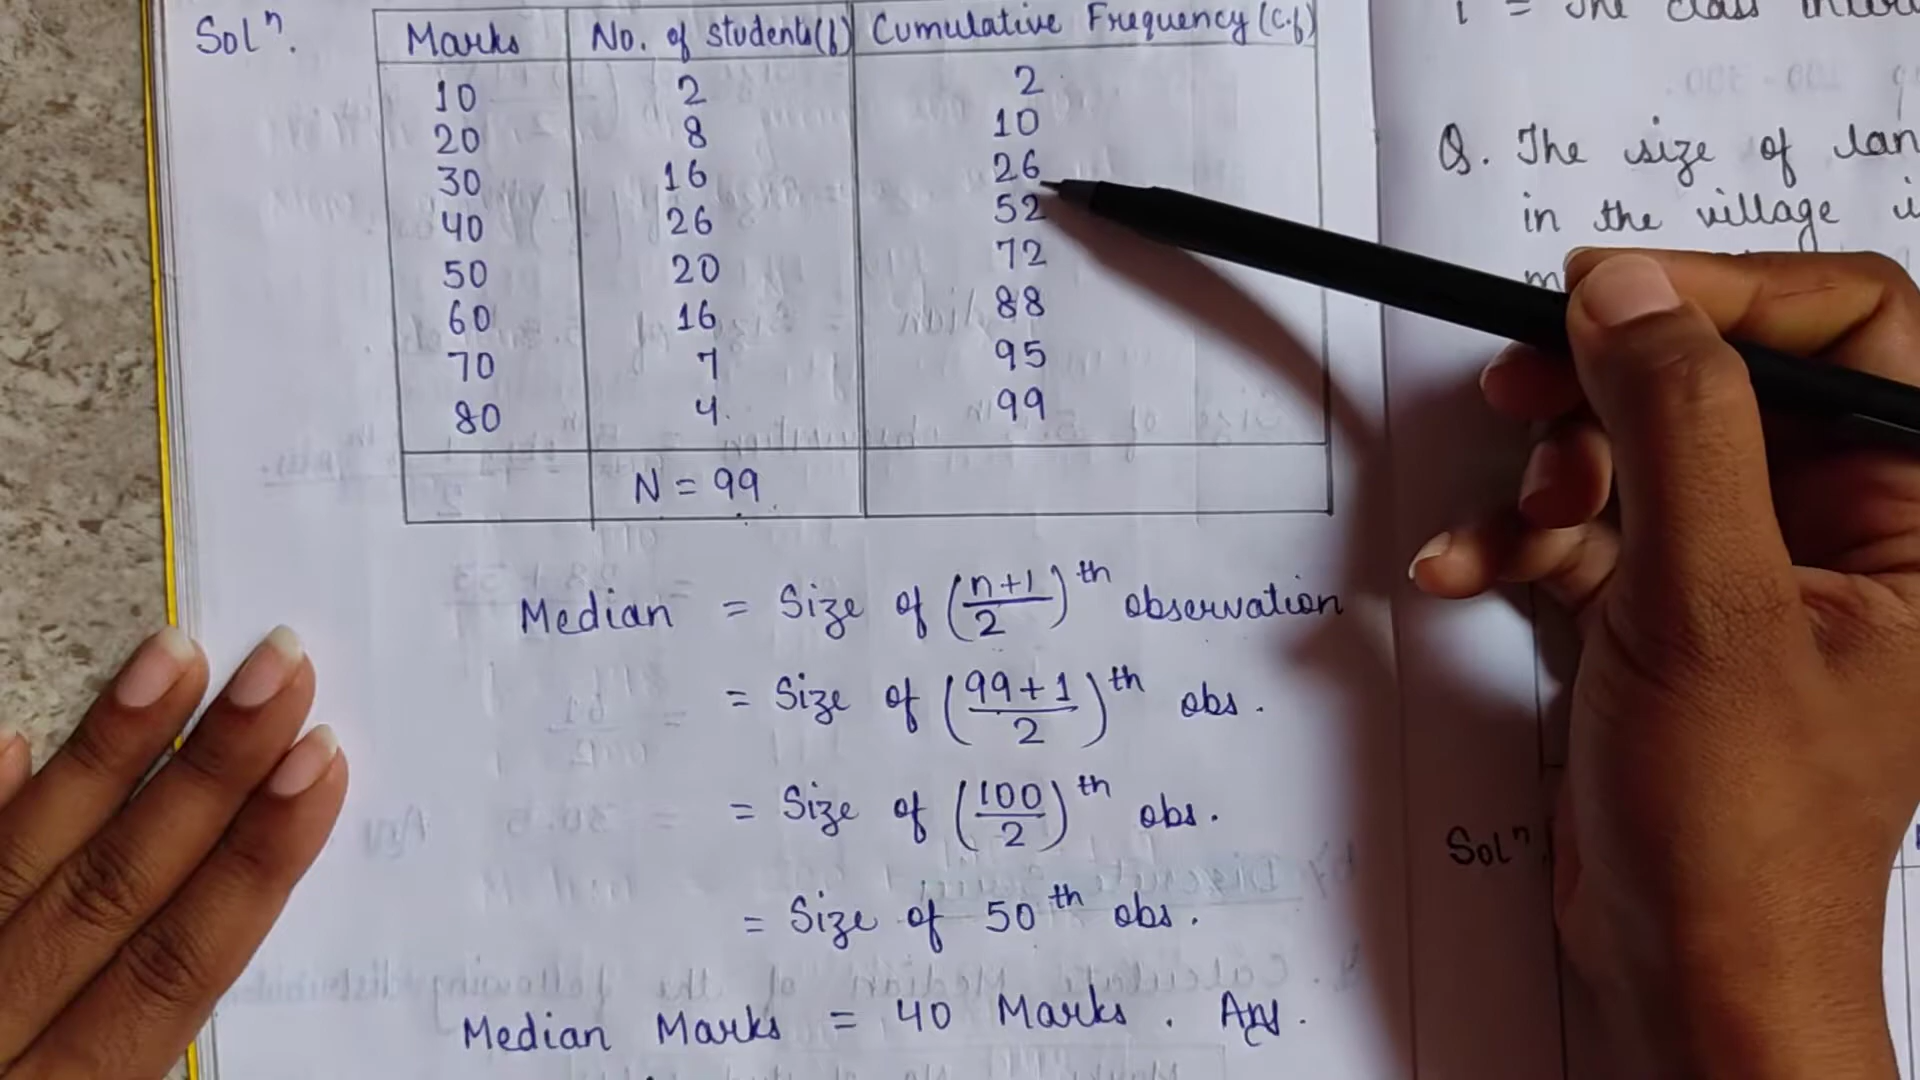 Solⁿ.
Marks | No. of students(f) | Cumulative Frequency (c.f)
10 | 2 | 2
20 | 8 | 10
30 | 16 | 26
40 | 26 | 52
50 | 20 | 72
60 | 16 | 88
70 | 7 | 95
80 | 4. | 99
N = 99
Median = Size of (n+1/2)th observation
= Size of (99+1/2)th obs.
= Size of (100/2)th obs.
= Size of 50th obs.
Median Marks = 40 Marks. Ans.
i = The class
Q. The size of
in the village
Solⁿ.